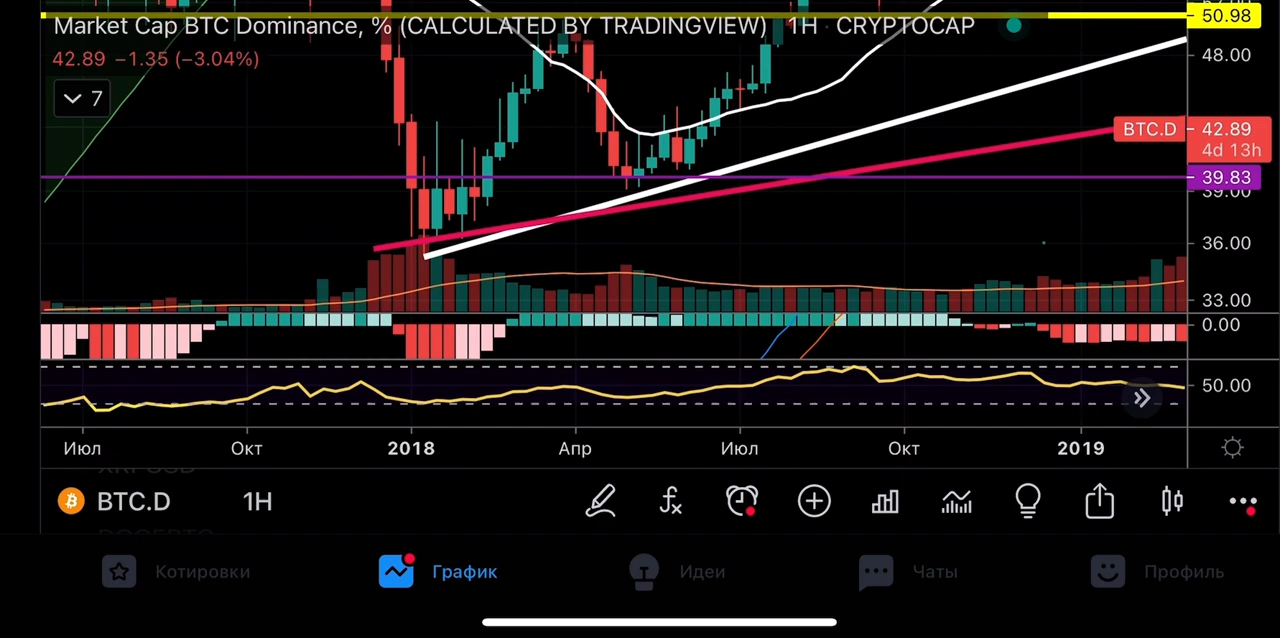 50.98
Market Cap BTC Dominance, % (CALCULATED BY TRADINGVIEW) 1H · CRYPTOCAP
42.89 −1.35 (−3.04%)
48.00
7
BTC.D 42.89
4d 13h
39.83
39.00
36.00
33.00
0.00
50.00
Июл Окт 2018 Апр Июл Окт 2019
BTC.D 1H
Котировки График Идеи Чаты Профиль